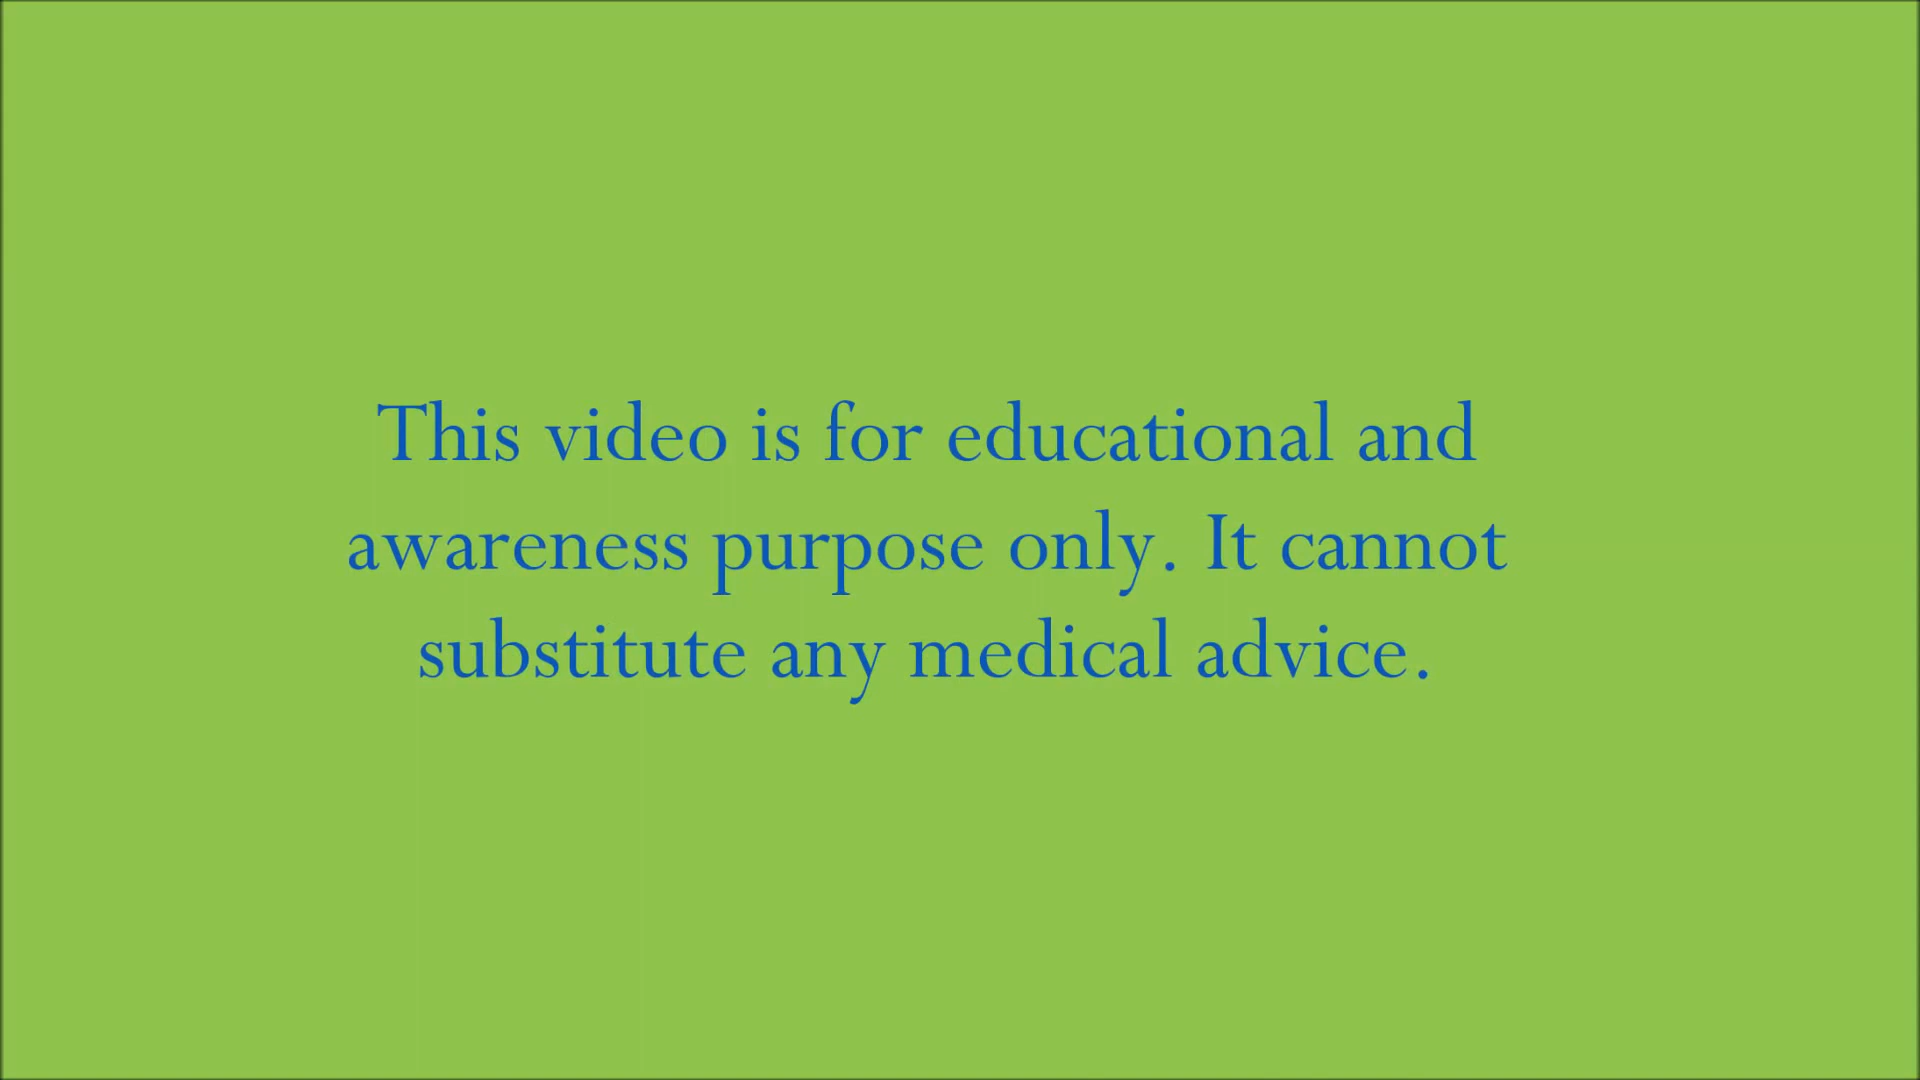 This video is for educational and
awareness purpose only. It cannot
substitute any medical advice.